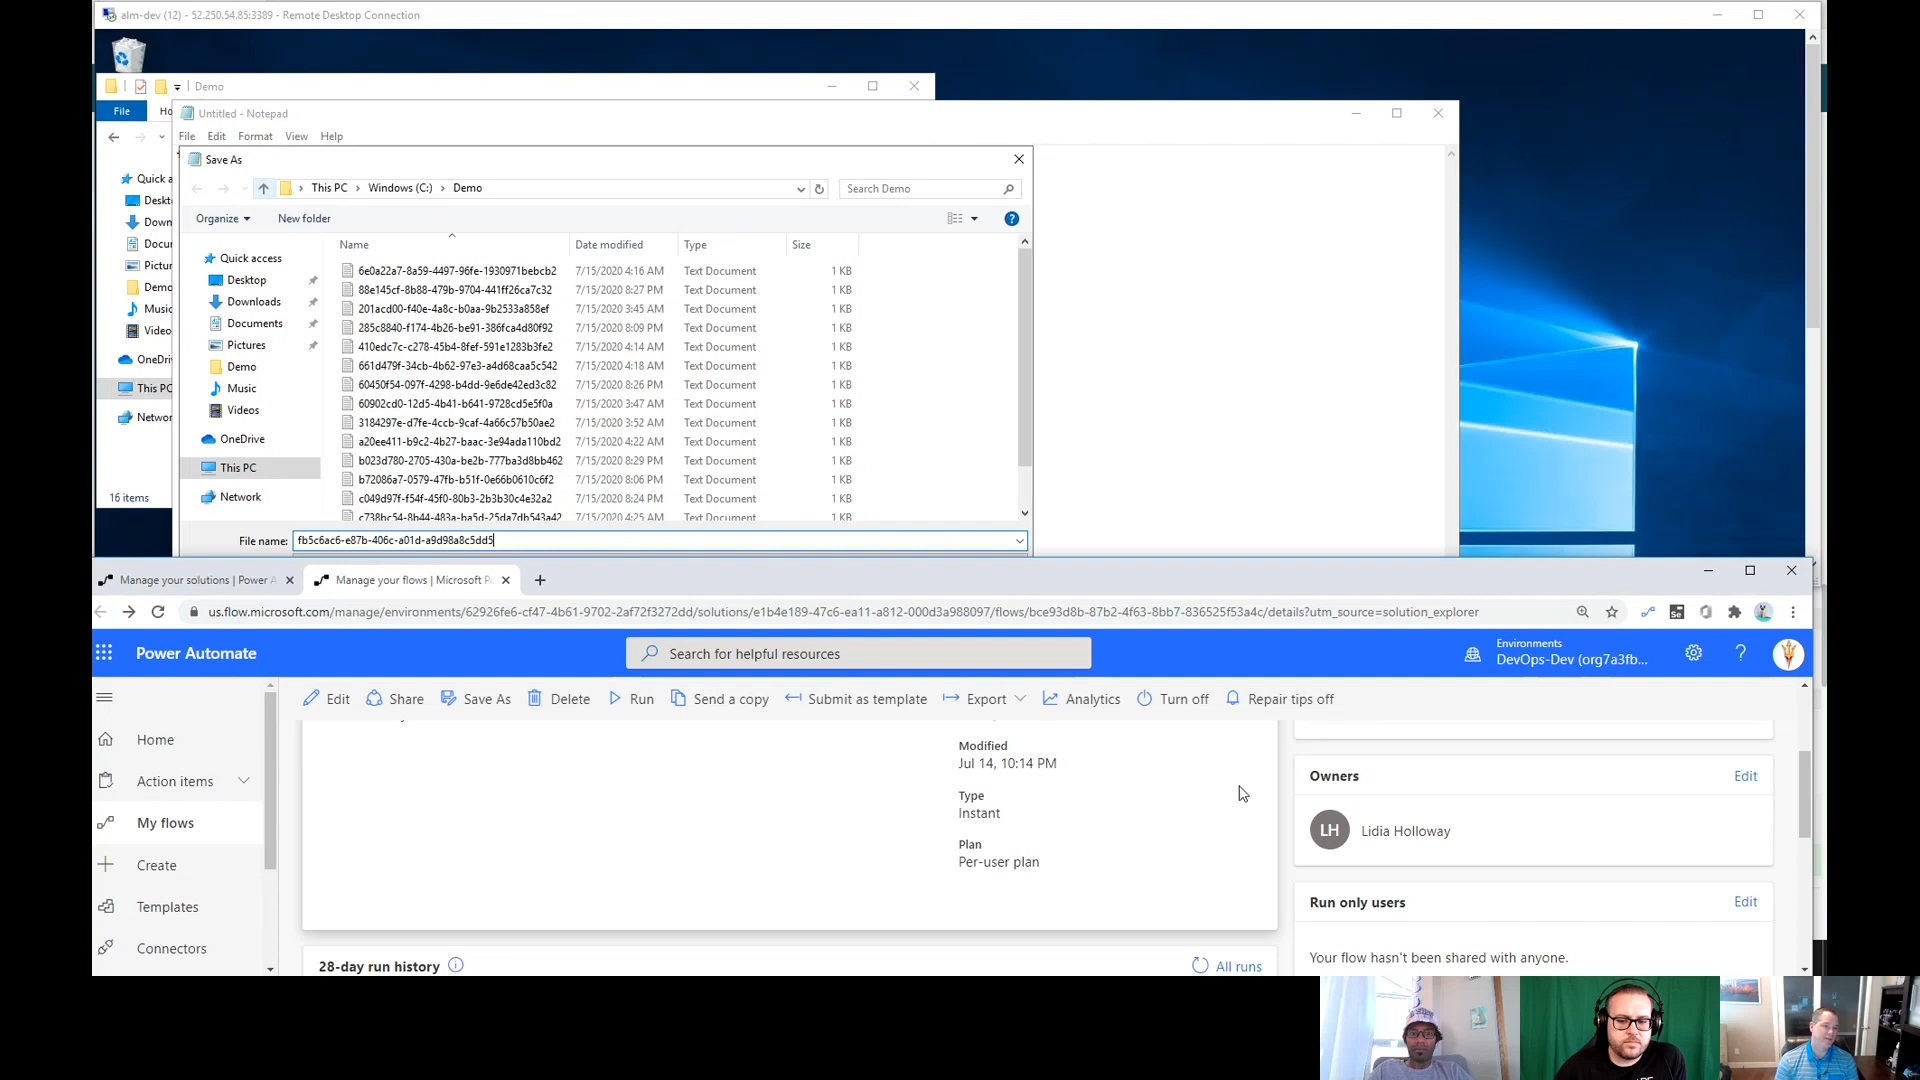 alm-dev (12) - 52.250.54.85:3389 - Remote Desktop Connection
Demo
File
Untitled - Notepad
File Edit Format View Help
Save As
This PC > Windows (C:) > Demo
Search Demo
Organize
New folder
Quick access
Desktop
Downloads
Documents
Pictures
Demo
Music
Videos
OneDrive
This PC
Network
16 items
Name Date modified Type Size
6e0a22a7-8a59-4497-96fe-1930971bebcb2 7/15/2020 4:16 AM Text Document 1 KB
88e145cf-8b88-479b-9704-441ff26ca7c32 7/15/2020 8:27 PM Text Document 1 KB
201acd00-f40e-4a8c-b0aa-9b2533a858ef 7/15/2020 3:45 AM Text Document 1 KB
285c8840-f174-4b26-be91-386fca4d80f92 7/15/2020 8:09 PM Text Document 1 KB
410edc7c-c278-45b4-8fef-591e1283b3fe2 7/15/2020 4:14 AM Text Document 1 KB
661d479f-34cb-4b62-97e3-a4d68caa5c542 7/15/2020 4:18 AM Text Document 1 KB
60450f54-097f-4298-b4dd-9e6de42ed3c82 7/15/2020 8:26 PM Text Document 1 KB
60902cd0-12d5-4b41-b641-9728cd5e5f0a 7/15/2020 3:47 AM Text Document 1 KB
3184297e-d7fe-4ccb-9caf-4a66c57b50ae2 7/15/2020 3:52 AM Text Document 1 KB
a20ee411-b9c2-4b27-baac-3e94ada110bd2 7/15/2020 4:22 AM Text Document 1 KB
b023d780-2705-430a-be2b-777ba3d8bb462 7/15/2020 8:29 PM Text Document 1 KB
b72086a7-0579-47fb-b51f-0e66b0610c6f2 7/15/2020 8:06 PM Text Document 1 KB
c049d97f-f54f-45f0-80b3-2b3b30c4e32a2 7/15/2020 8:24 PM Text Document 1 KB
c738bc54-8b44-483a-ba5d-25da7db543a42 7/15/2020 4:25 AM Text Document 1 KB
File name: fb5c6ac6-e87b-406c-a01d-a9d98a8c5dd5
Manage your solutions | Power A
Manage your flows | Microsoft Po
us.flow.microsoft.com/manage/environments/62926fe6-cf47-4b61-9702-2af72f3272dd/solutions/e1b4e189-47c6-ea11-a812-000d3a988097/flows/bce93d8b-87b2-4f63-8bb7-836525f53a4c/details?utm_source=solution_explorer
Power Automate
Search for helpful resources
Environments
DevOps-Dev (org7a3fb...
Edit Share Save As Delete Run Send a copy Submit as template Export Analytics Turn off Repair tips off
Home
Action items
My flows
Create
Templates
Connectors
Modified
Jul 14, 10:14 PM
Type
Instant
Plan
Per-user plan
28-day run history
All runs
Owners
Edit
LH
Lidia Holloway
Run only users
Edit
Your flow hasn't been shared with anyone.